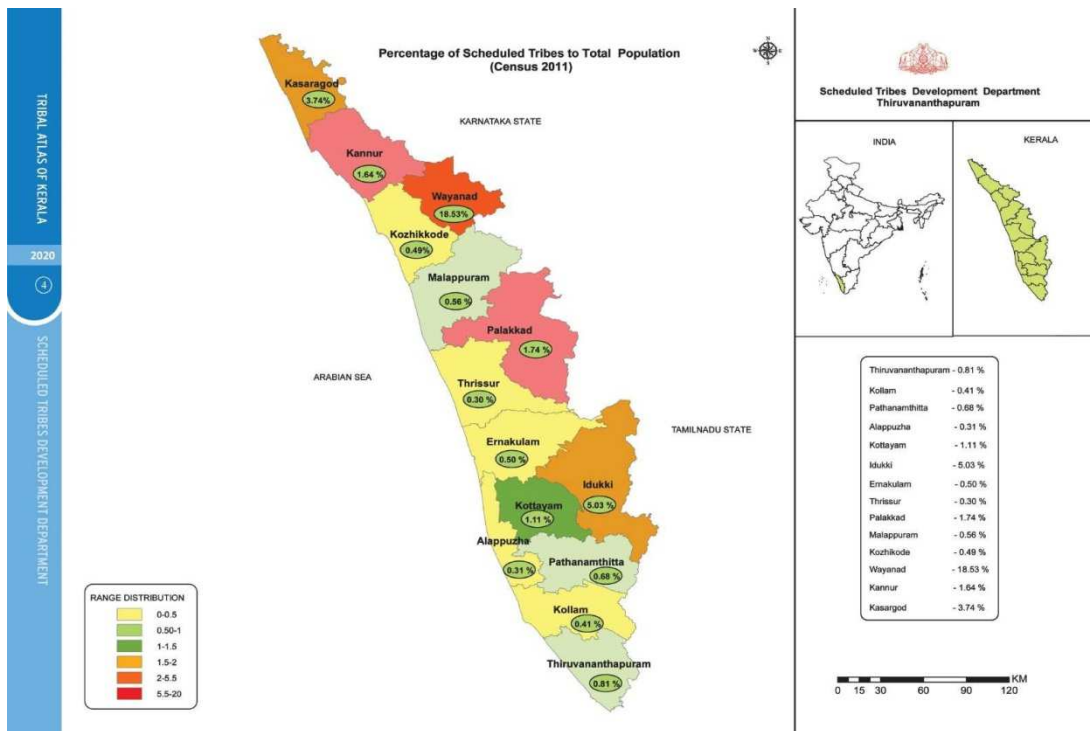 TRIBAL ATLAS OF KERALA
2020
4
SCHEDULED TRIBES DEVELOPMENT DEPARTMENT
Percentage of Scheduled Tribes to Total Population
(Census 2011)
N
W
E
S
Kasaragod
3.74%
KARNATAKA STATE
Kannur
1.64 %
Wayanad
18.53%
Kozhikkode
0.49%
Malappuram
0.56 %
Palakkad
1.74 %
ARABIAN SEA
Thrissur
0.30 %
TAMILNADU STATE
Ernakulam
0.50 %
Idukki
5.03 %
Kottayam
1.11 %
Alappuzha
0.31 %
Pathanamthitta
0.68 %
Kollam
0.41 %
Thiruvananthapuram
0.81 %
RANGE DISTRIBUTION
0-0.5
0.50-1
1-1.5
1.5-2
2-5.5
5.5-20
Scheduled Tribes Development Department
Thiruvananthapuram
INDIA
KERALA
Thiruvananthapuram - 0.81 %
Kollam - 0.41 %
Pathanamthitta - 0.68 %
Alappuzha - 0.31 %
Kottayam - 1.11 %
Idukki - 5.03 %
Ernakulam - 0.50 %
Thrissur - 0.30 %
Palakkad - 1.74 %
Malappuram - 0.56 %
Kozhikode - 0.49 %
Wayanad - 18.53 %
Kannur - 1.64 %
Kasargod - 3.74 %
KM
0 15 30 60 90 120